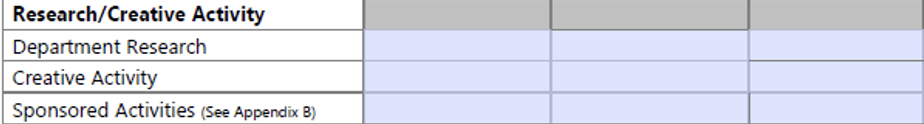 Research/Creative Activity
Department Research
Creative Activity
Sponsored Activities (See Appendix B)